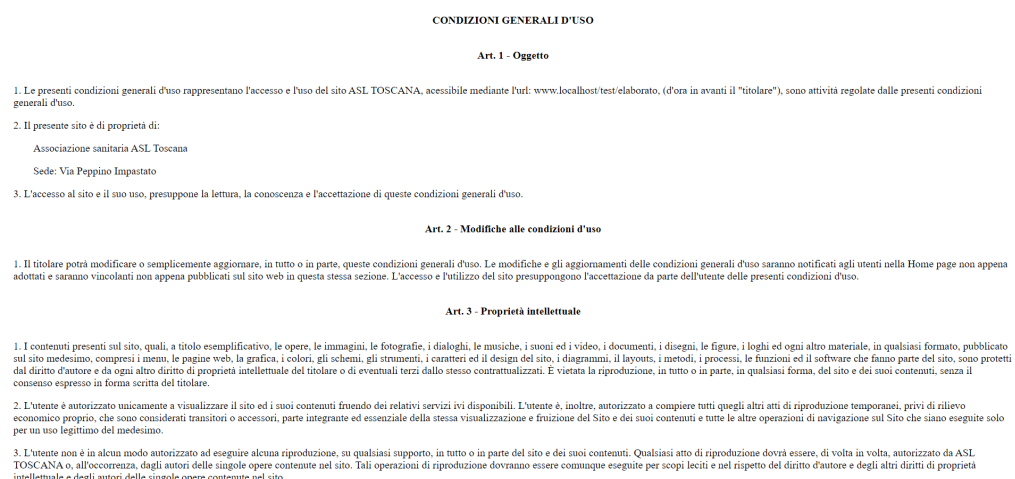 CONDIZIONI GENERALI D'USO
Art. 1 - Oggetto
1. Le presenti condizioni generali d'uso rappresentano l'accesso e l'uso del sito ASL TOSCANA, acessibile mediante l'url: www.localhost/test/elaborato, (d'ora in avanti il "titolare"), sono attività regolate dalle presenti condizioni
generali d'uso.
2. Il presente sito è di proprietà di:
Associazione sanitaria ASL Toscana
Sede: Via Peppino Impastato
3. L'accesso al sito e il suo uso, presuppone la lettura, la conoscenza e l'accettazione di queste condizioni generali d'uso.
Art. 2 - Modifiche alle condizioni d'uso
1. Il titolare potrà modificare o semplicemente aggiornare, in tutto o in parte, queste condizioni generali d'uso. Le modifiche e gli aggiornamenti delle condizioni generali d'uso saranno notificati agli utenti nella Home page non appena
adottati e saranno vincolanti non appena pubblicati sul sito web in questa stessa sezione. L'accesso e l'utilizzo del sito presuppongono l'accettazione da parte dell'utente delle presenti condizioni d'uso.
Art. 3 - Proprietà intellettuale
1. I contenuti presenti sul sito, quali, a titolo esemplificativo, le opere, le immagini, le fotografie, i dialoghi, le musiche, i suoni ed i video, i documenti, i disegni, le figure, i loghi ed ogni altro materiale, in qualsiasi formato, pubblicato
sul sito medesimo, compresi i menu, le pagine web, la grafica, i colori, gli schemi, gli strumenti, i caratteri ed il design del sito, i diagrammi, il layouts, i metodi, i processi, le funzioni ed il software che fanno parte del sito, sono protetti
dal diritto d'autore e da ogni altro diritto di proprietà intellettuale del titolare o di eventuali terzi dallo stesso contrattualizzati. È vietata la riproduzione, in tutto o in parte, in qualsiasi forma, del sito e dei suoi contenuti, senza il
consenso espresso in forma scritta del titolare.
2. L'utente è autorizzato unicamente a visualizzare il sito ed i suoi contenuti fruendo dei relativi servizi ivi disponibili. L'utente è, inoltre, autorizzato a compiere tutti quegli altri atti di riproduzione temporanei, privi di rilievo
economico proprio, che sono considerati transitori o accessori, parte integrante ed essenziale della stessa visualizzazione e fruizione del Sito e dei suoi contenuti e tutte le altre operazioni di navigazione sul Sito che siano eseguite solo
per un uso legittimo del medesimo.
3. L'utente non è in alcun modo autorizzato ad eseguire alcuna riproduzione, su qualsiasi supporto, in tutto o in parte del sito e dei suoi contenuti. Qualsiasi atto di riproduzione dovrà essere, di volta in volta, autorizzato da ASL
TOSCANA o, all'occorrenza, dagli autori delle singole opere contenute nel sito. Tali operazioni di riproduzione dovranno essere comunque eseguite per scopi leciti e nel rispetto del diritto d'autore e degli altri diritti di proprietà
intellettuale e degli autori delle singole opere contenute nel sito.